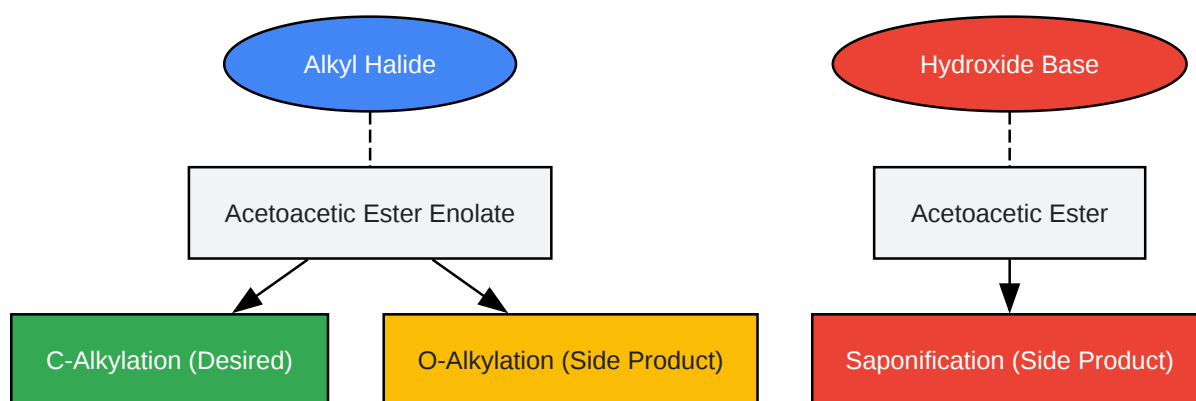 Alkyl Halide
Hydroxide Base
Acetoacetic Ester Enolate
Acetoacetic Ester
C-Alkylation (Desired)
O-Alkylation (Side Product)
Saponification (Side Product)